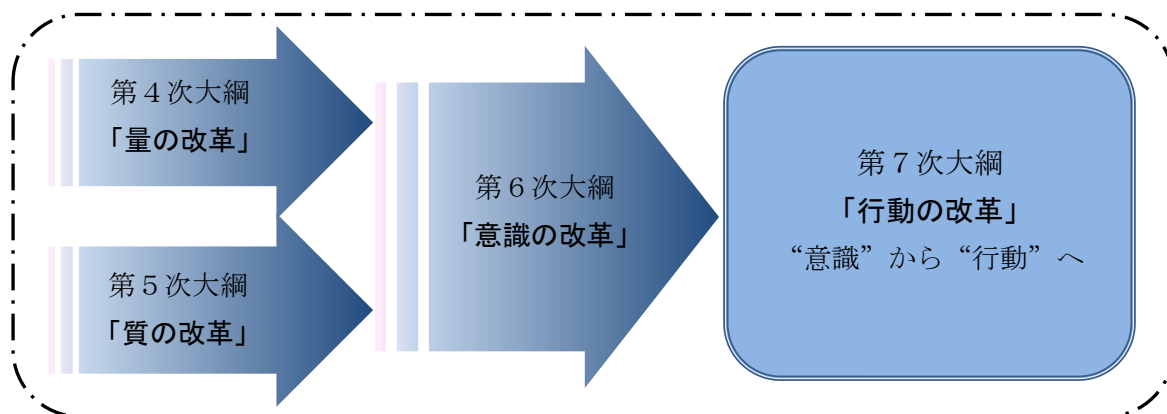 第４次大綱
「量の改革」
第５次大綱
「質の改革」
第６次大綱
「意識の改革」
第７次大綱
「行動の改革」
“意識”から“行動”へ